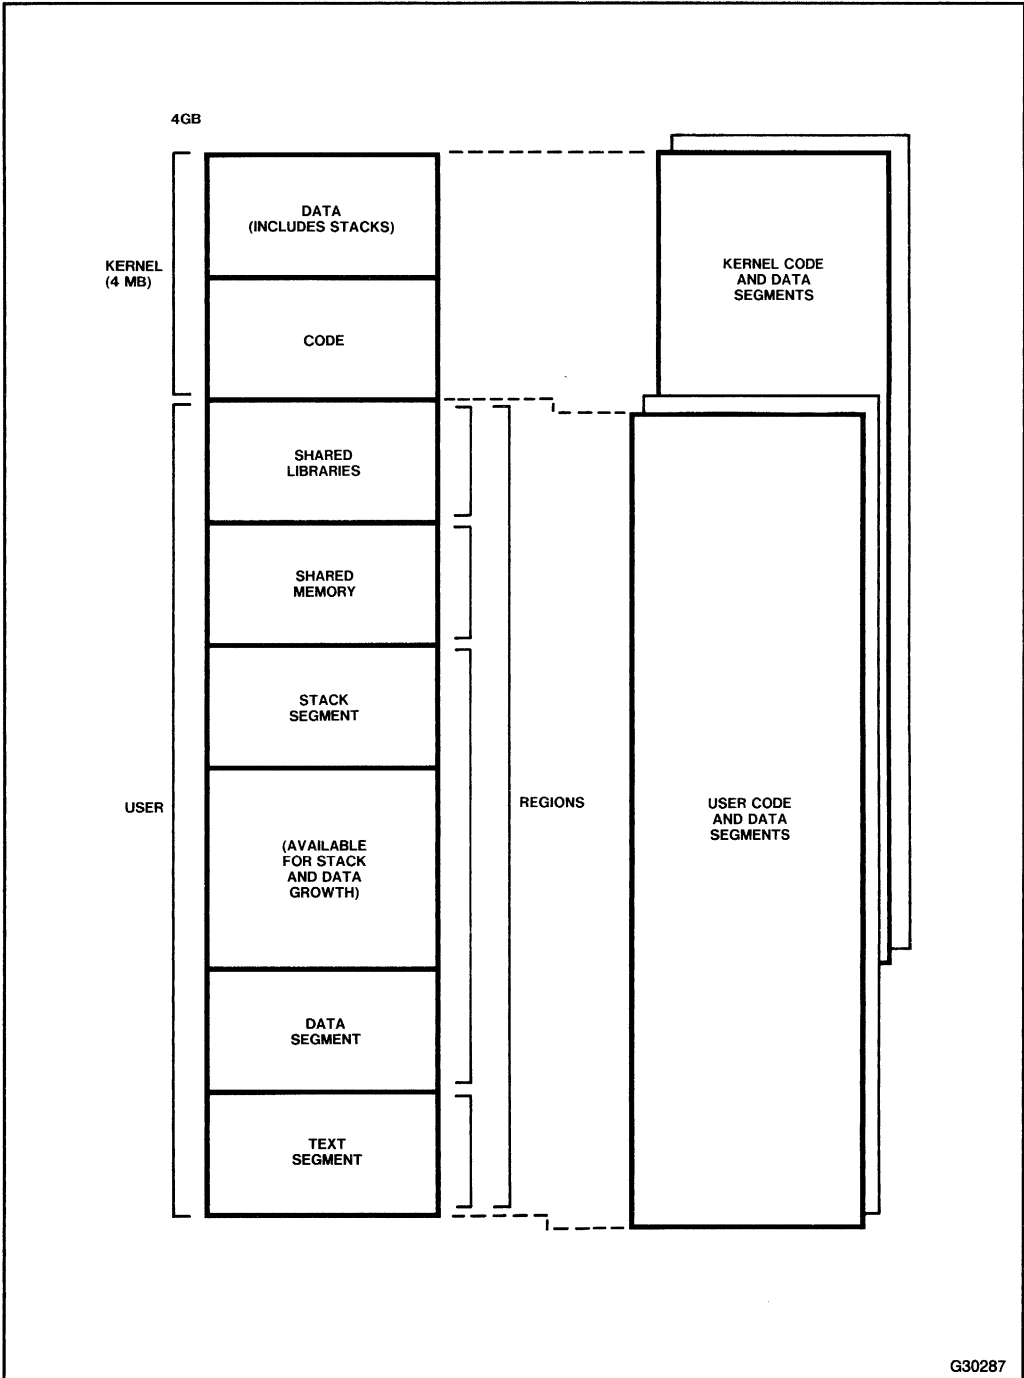 4GB
DATA
(INCLUDES STACKS)
KERNEL
(4 MB)
CODE
KERNEL CODE
AND DATA
SEGMENTS
SHARED
LIBRARIES
SHARED
MEMORY
STACK
SEGMENT
USER
REGIONS
USER CODE
AND DATA
SEGMENTS
(AVAILABLE
FOR STACK
AND DATA
GROWTH)
DATA
SEGMENT
TEXT
SEGMENT
G30287